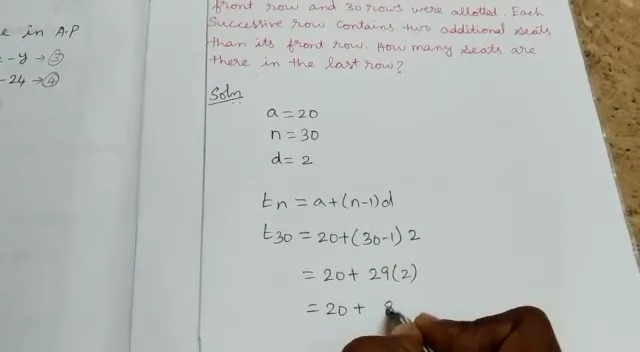 e in A.P
-y → ③
-24 → ④
front row and 30 rows were allotted. Each
Successive row contains two additional seats
than its front row. How many seats are
there in the last row?
Soln
a = 20
n = 30
d = 2
tn = a+(n-1)d
t30 = 20+(30-1) 2
= 20 + 29(2)
= 20 +